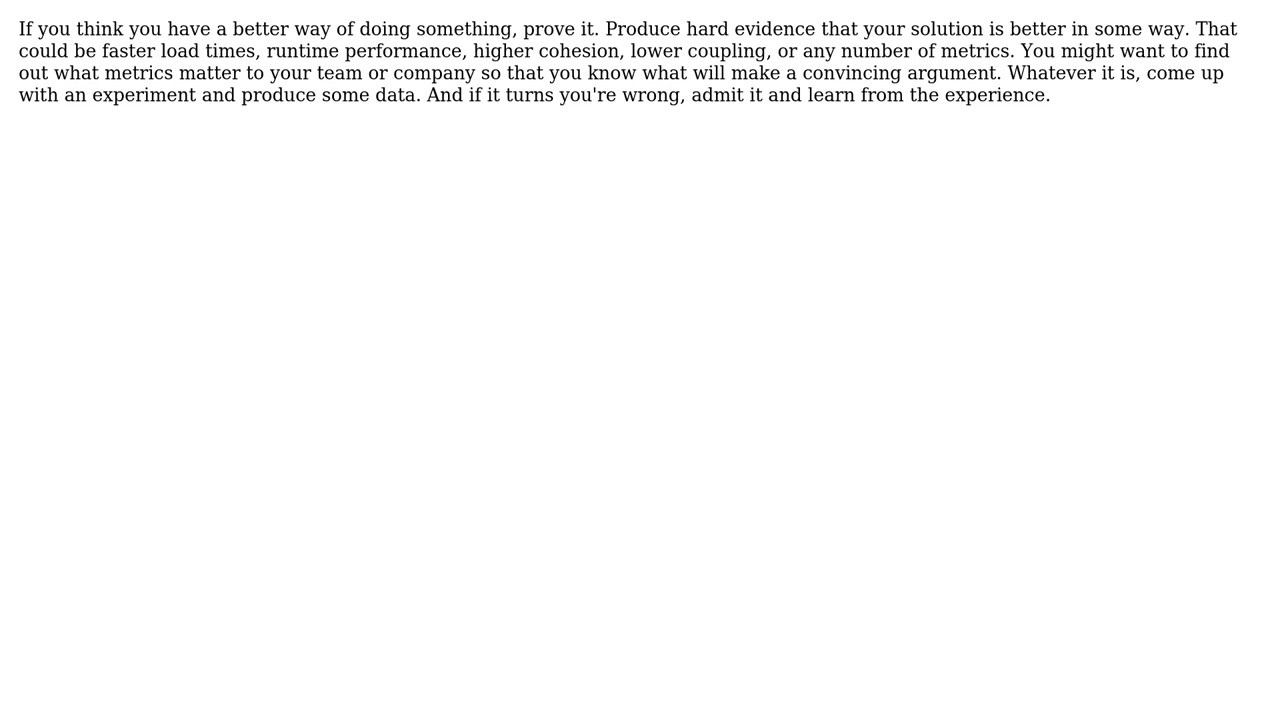 If you think you have a better way of doing something, prove it. Produce hard evidence that your solution is better in some way. That
could be faster load times, runtime performance, higher cohesion, lower coupling, or any number of metrics. You might want to find
out what metrics matter to your team or company so that you know what will make a convincing argument. Whatever it is, come up
with an experiment and produce some data. And if it turns you're wrong, admit it and learn from the experience.